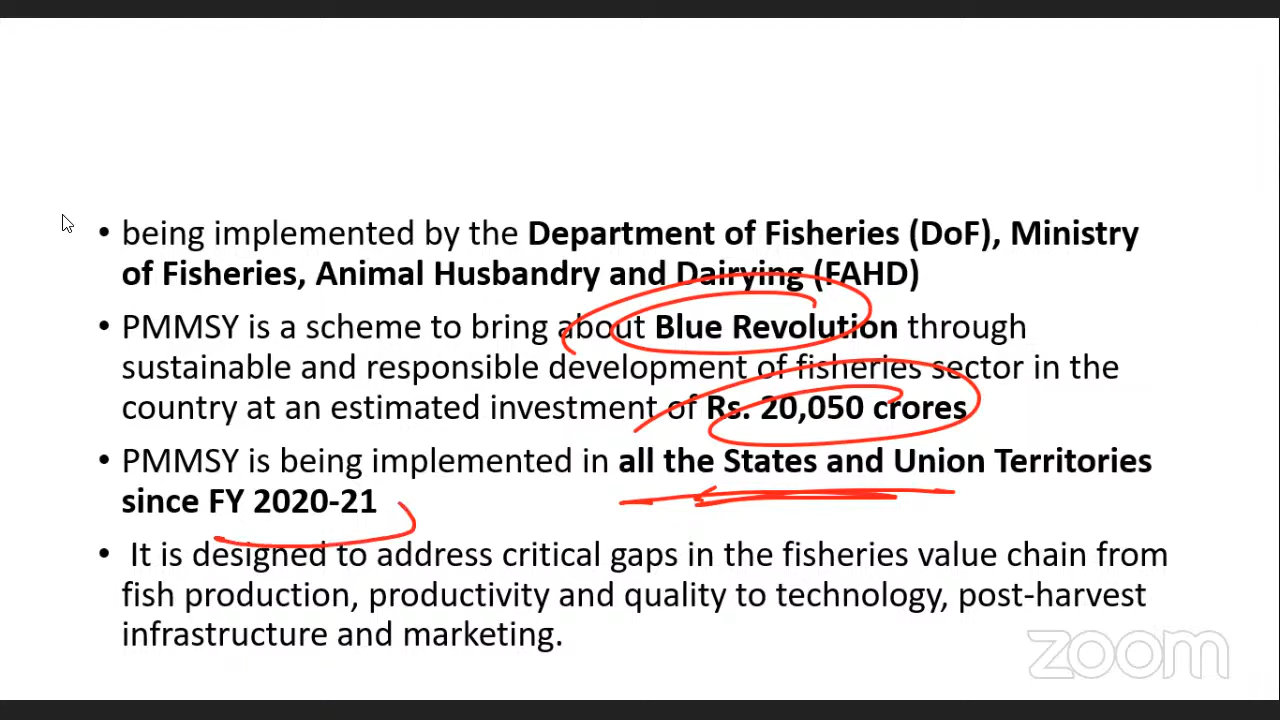 • being implemented by the Department of Fisheries (DoF), Ministry
of Fisheries, Animal Husbandry and Dairying (FAHD)
• PMMSY is a scheme to bring about Blue Revolution through
sustainable and responsible development of fisheries sector in the
country at an estimated investment of Rs. 20,050 crores
• PMMSY is being implemented in all the States and Union Territories
since FY 2020-21
• It is designed to address critical gaps in the fisheries value chain from
fish production, productivity and quality to technology, post-harvest
infrastructure and marketing.
zoom